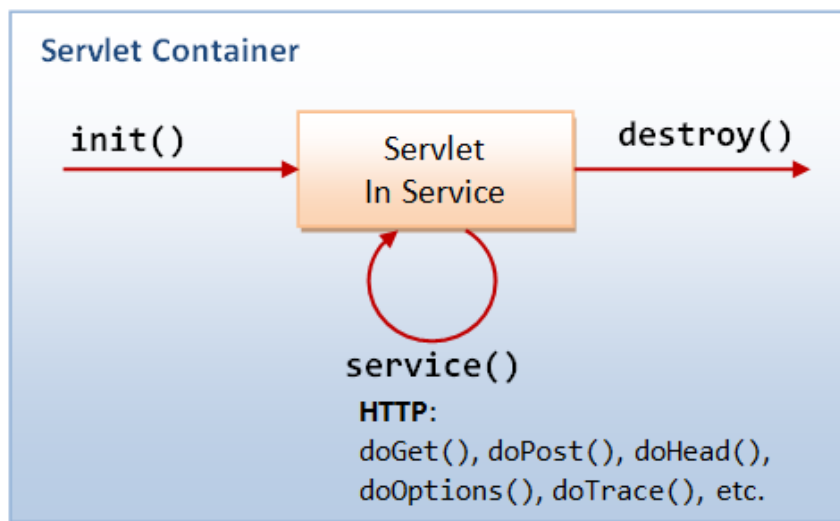 Servlet Container
init()
Servlet
In Service
destroy()
service()
HTTP:
doGet(), doPost(), doHead(),
doOptions(), doTrace(), etc.